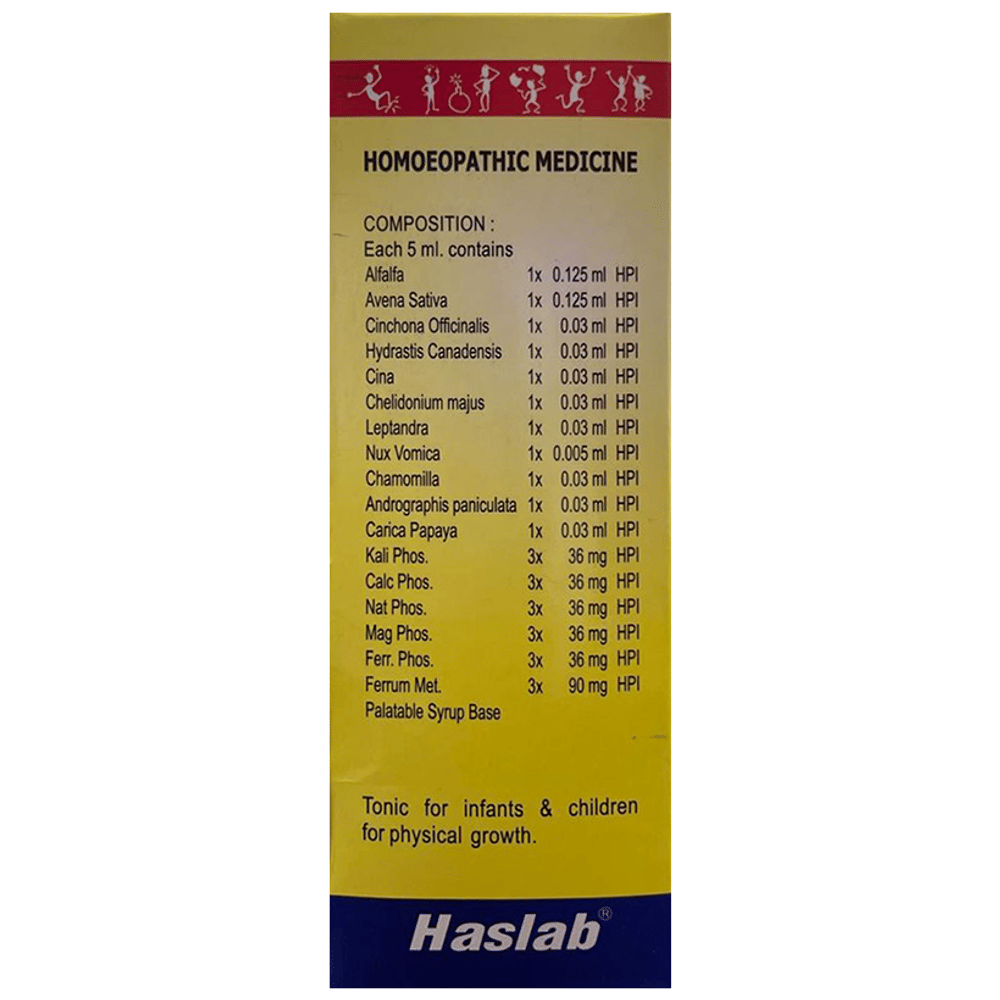 HOMOEOPATHIC MEDICINE
COMPOSITION :
Each 5 ml. contains
Alfalfa 1x 0.125 ml HPI
Avena Sativa 1x 0.125 ml HPI
Cinchona Officinalis 1x 0.03 ml HPI
Hydrastis Canadensis 1x 0.03 ml HPI
Cina 1x 0.03 ml HPI
Chelidonium majus 1x 0.03 ml HPI
Leptandra 1x 0.03 ml HPI
Nux Vomica 1x 0.005 ml HPI
Chamomilla 1x 0.03 ml HPI
Andrographis paniculata 1x 0.03 ml HPI
Carica Papaya 1x 0.03 ml HPI
Kali Phos. 3x 36 mg HPI
Calc Phos. 3x 36 mg HPI
Nat Phos. 3x 36 mg HPI
Mag Phos. 3x 36 mg HPI
Ferr. Phos. 3x 36 mg HPI
Ferrum Met. 3x 90 mg HPI
Palatable Syrup Base
Tonic for infants & children
for physical growth.
Haslab®